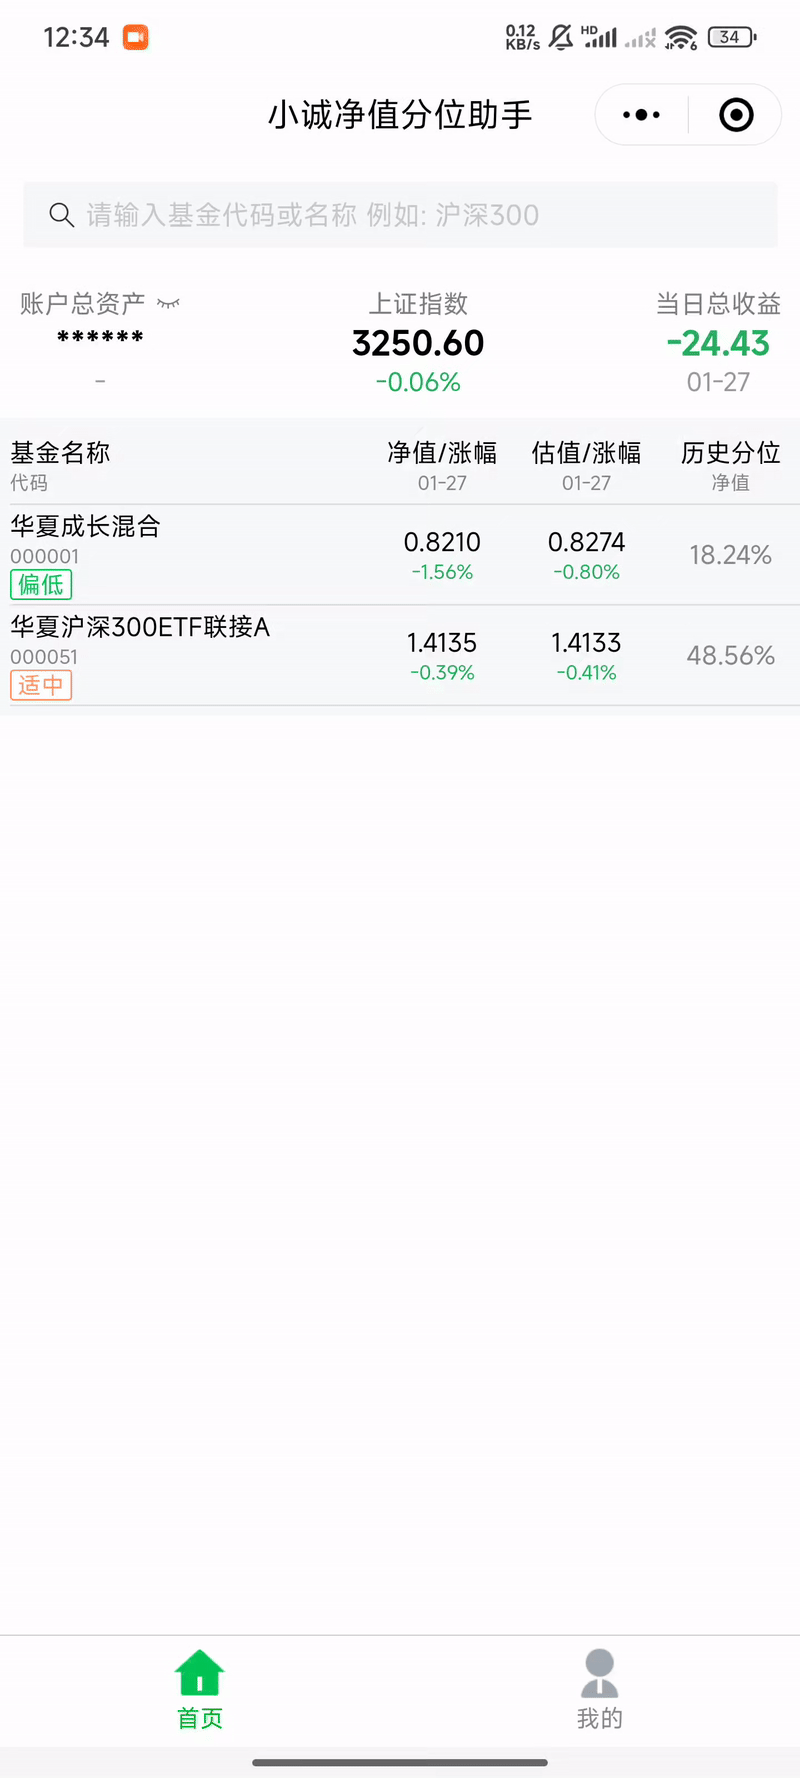 12:34
0.12 KB/s
HD
6
34
小诚净值分位助手
请输入基金代码或名称 例如: 沪深300
账户总资产 上证指数 当日总收益
****** 3250.60 -24.43
- -0.06% 01-27
基金名称 净值/涨幅 估值/涨幅 历史分位
代码 01-27 01-27 净值
华夏成长混合
000001
偏低
0.8210 0.8274 18.24%
-1.56% -0.80%
华夏沪深300ETF联接A
000051
适中
1.4135 1.4133 48.56%
-0.39% -0.41%
首页 我的